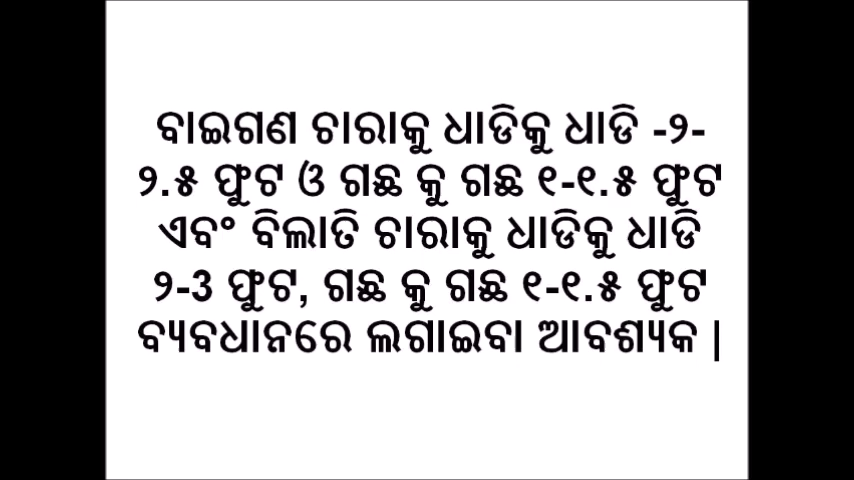 ବାଇଗଣ ଚାରାକୁ ଧାଡିକୁ ଧାଡି -୨-
୨.୫ ଫୁଟ ଓ ଗଛ କୁ ଗଛ ୧-୧.୫ ଫୁଟ
ଏବଂ ବିଲାତି ଚାରାକୁ ଧାଡିକୁ ଧାଡି
୨-3 ଫୁଟ, ଗଛ କୁ ଗଛ ୧-୧.୫ ଫୁଟ
ବ୍ୟବଧାନରେ ଲଗାଇବା ଆବଶ୍ୟକ |